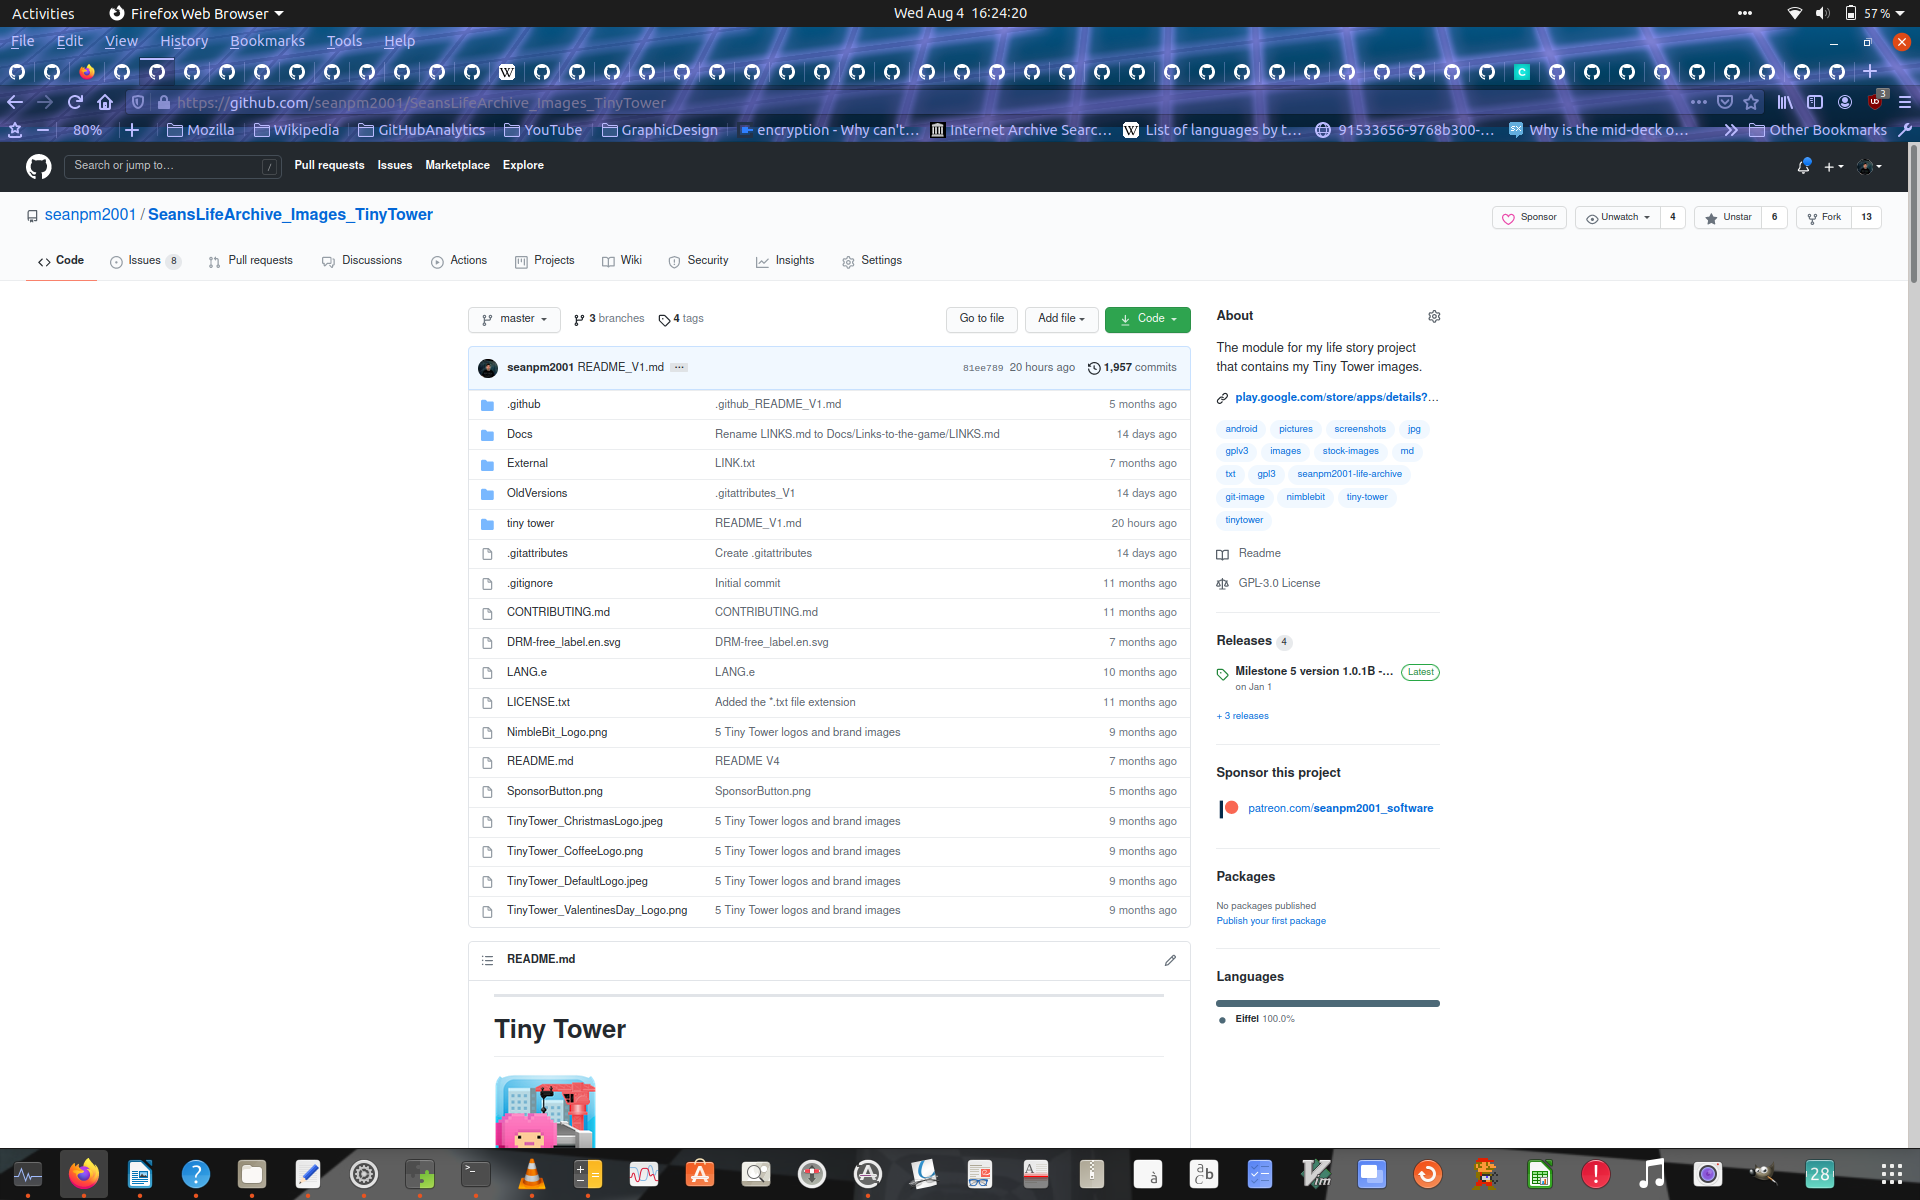 Activities Firefox Web Browser Wed Aug 4 16:24:20 57 %
File Edit View History Bookmarks Tools Help
https://github.com/seanpm2001/SeansLifeArchive_Images_TinyTower 3
80% Mozilla Wikipedia GitHubAnalytics YouTube GraphicDesign encryption - Why can't… Internet Archive Searc… List of languages by t… 91533656-9768b300-… Why is the mid-deck o… Other Bookmarks
Search or jump to… / Pull requests Issues Marketplace Explore
seanpm2001 / SeansLifeArchive_Images_TinyTower Sponsor Unwatch 4 Unstar 6 Fork 13
Code Issues 8 Pull requests Discussions Actions Projects Wiki Security Insights Settings
master 3 branches 4 tags Go to file Add file Code
seanpm2001 README_V1.md ... 81ee789 20 hours ago 1,957 commits
.github .github_README_V1.md 5 months ago
Docs Rename LINKS.md to Docs/Links-to-the-game/LINKS.md 14 days ago
External LINK.txt 7 months ago
OldVersions .gitattributes_V1 14 days ago
tiny tower README_V1.md 20 hours ago
.gitattributes Create .gitattributes 14 days ago
.gitignore Initial commit 11 months ago
CONTRIBUTING.md CONTRIBUTING.md 11 months ago
DRM-free_label.en.svg DRM-free_label.en.svg 7 months ago
LANG.e LANG.e 10 months ago
LICENSE.txt Added the *.txt file extension 11 months ago
NimbleBit_Logo.png 5 Tiny Tower logos and brand images 9 months ago
README.md README V4 7 months ago
SponsorButton.png SponsorButton.png 5 months ago
TinyTower_ChristmasLogo.jpeg 5 Tiny Tower logos and brand images 9 months ago
TinyTower_CoffeeLogo.png 5 Tiny Tower logos and brand images 9 months ago
TinyTower_DefaultLogo.jpeg 5 Tiny Tower logos and brand images 9 months ago
TinyTower_ValentinesDay_Logo.png 5 Tiny Tower logos and brand images 9 months ago
README.md
Tiny Tower
About
The module for my life story project
that contains my Tiny Tower images.
play.google.com/store/apps/details?…
android pictures screenshots jpg
gplv3 images stock-images md
txt gpl3 seanpm2001-life-archive
git-image nimblebit tiny-tower
tinytower
Readme
GPL-3.0 License
Releases 4
Milestone 5 version 1.0.1B -… Latest
on Jan 1
+ 3 releases
Sponsor this project
patreon.com/seanpm2001_software
Packages
No packages published
Publish your first package
Languages
Eiffel 100.0%
28